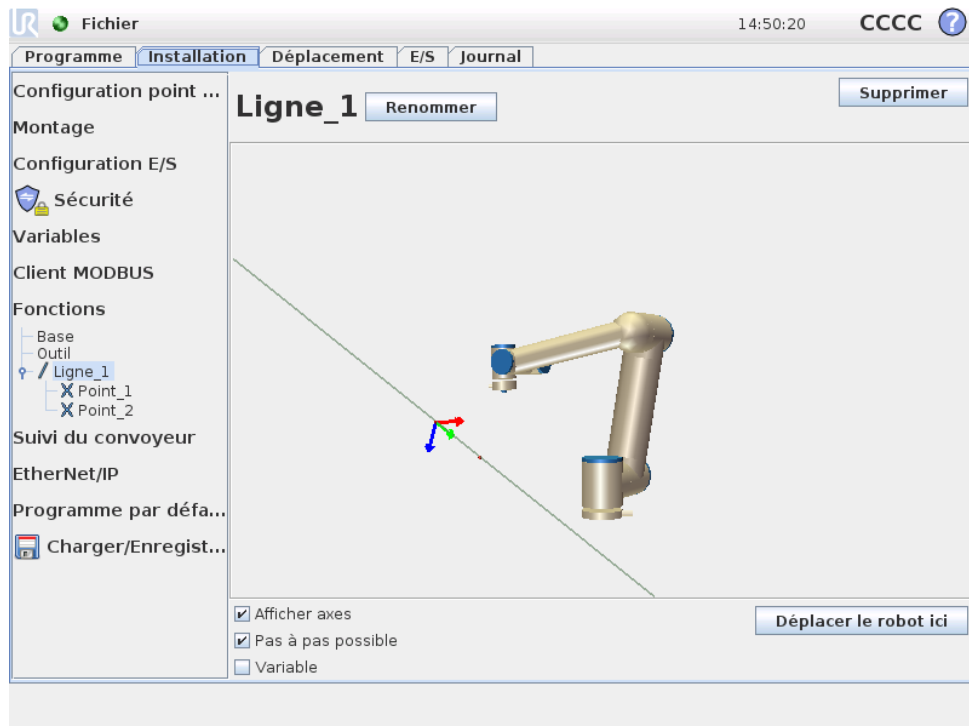 UR Fichier 14:50:20 CCCC ?
Programme Installation Déplacement E/S Journal
Configuration point ...
Montage
Configuration E/S
Sécurité
Variables
Client MODBUS
Fonctions
Base
Outil
Ligne_1
Point_1
Point_2
Suivi du convoyeur
EtherNet/IP
Programme par défa...
Charger/Enregist...
Ligne_1 Renommer Supprimer
Afficher axes
Pas à pas possible
Variable
Déplacer le robot ici